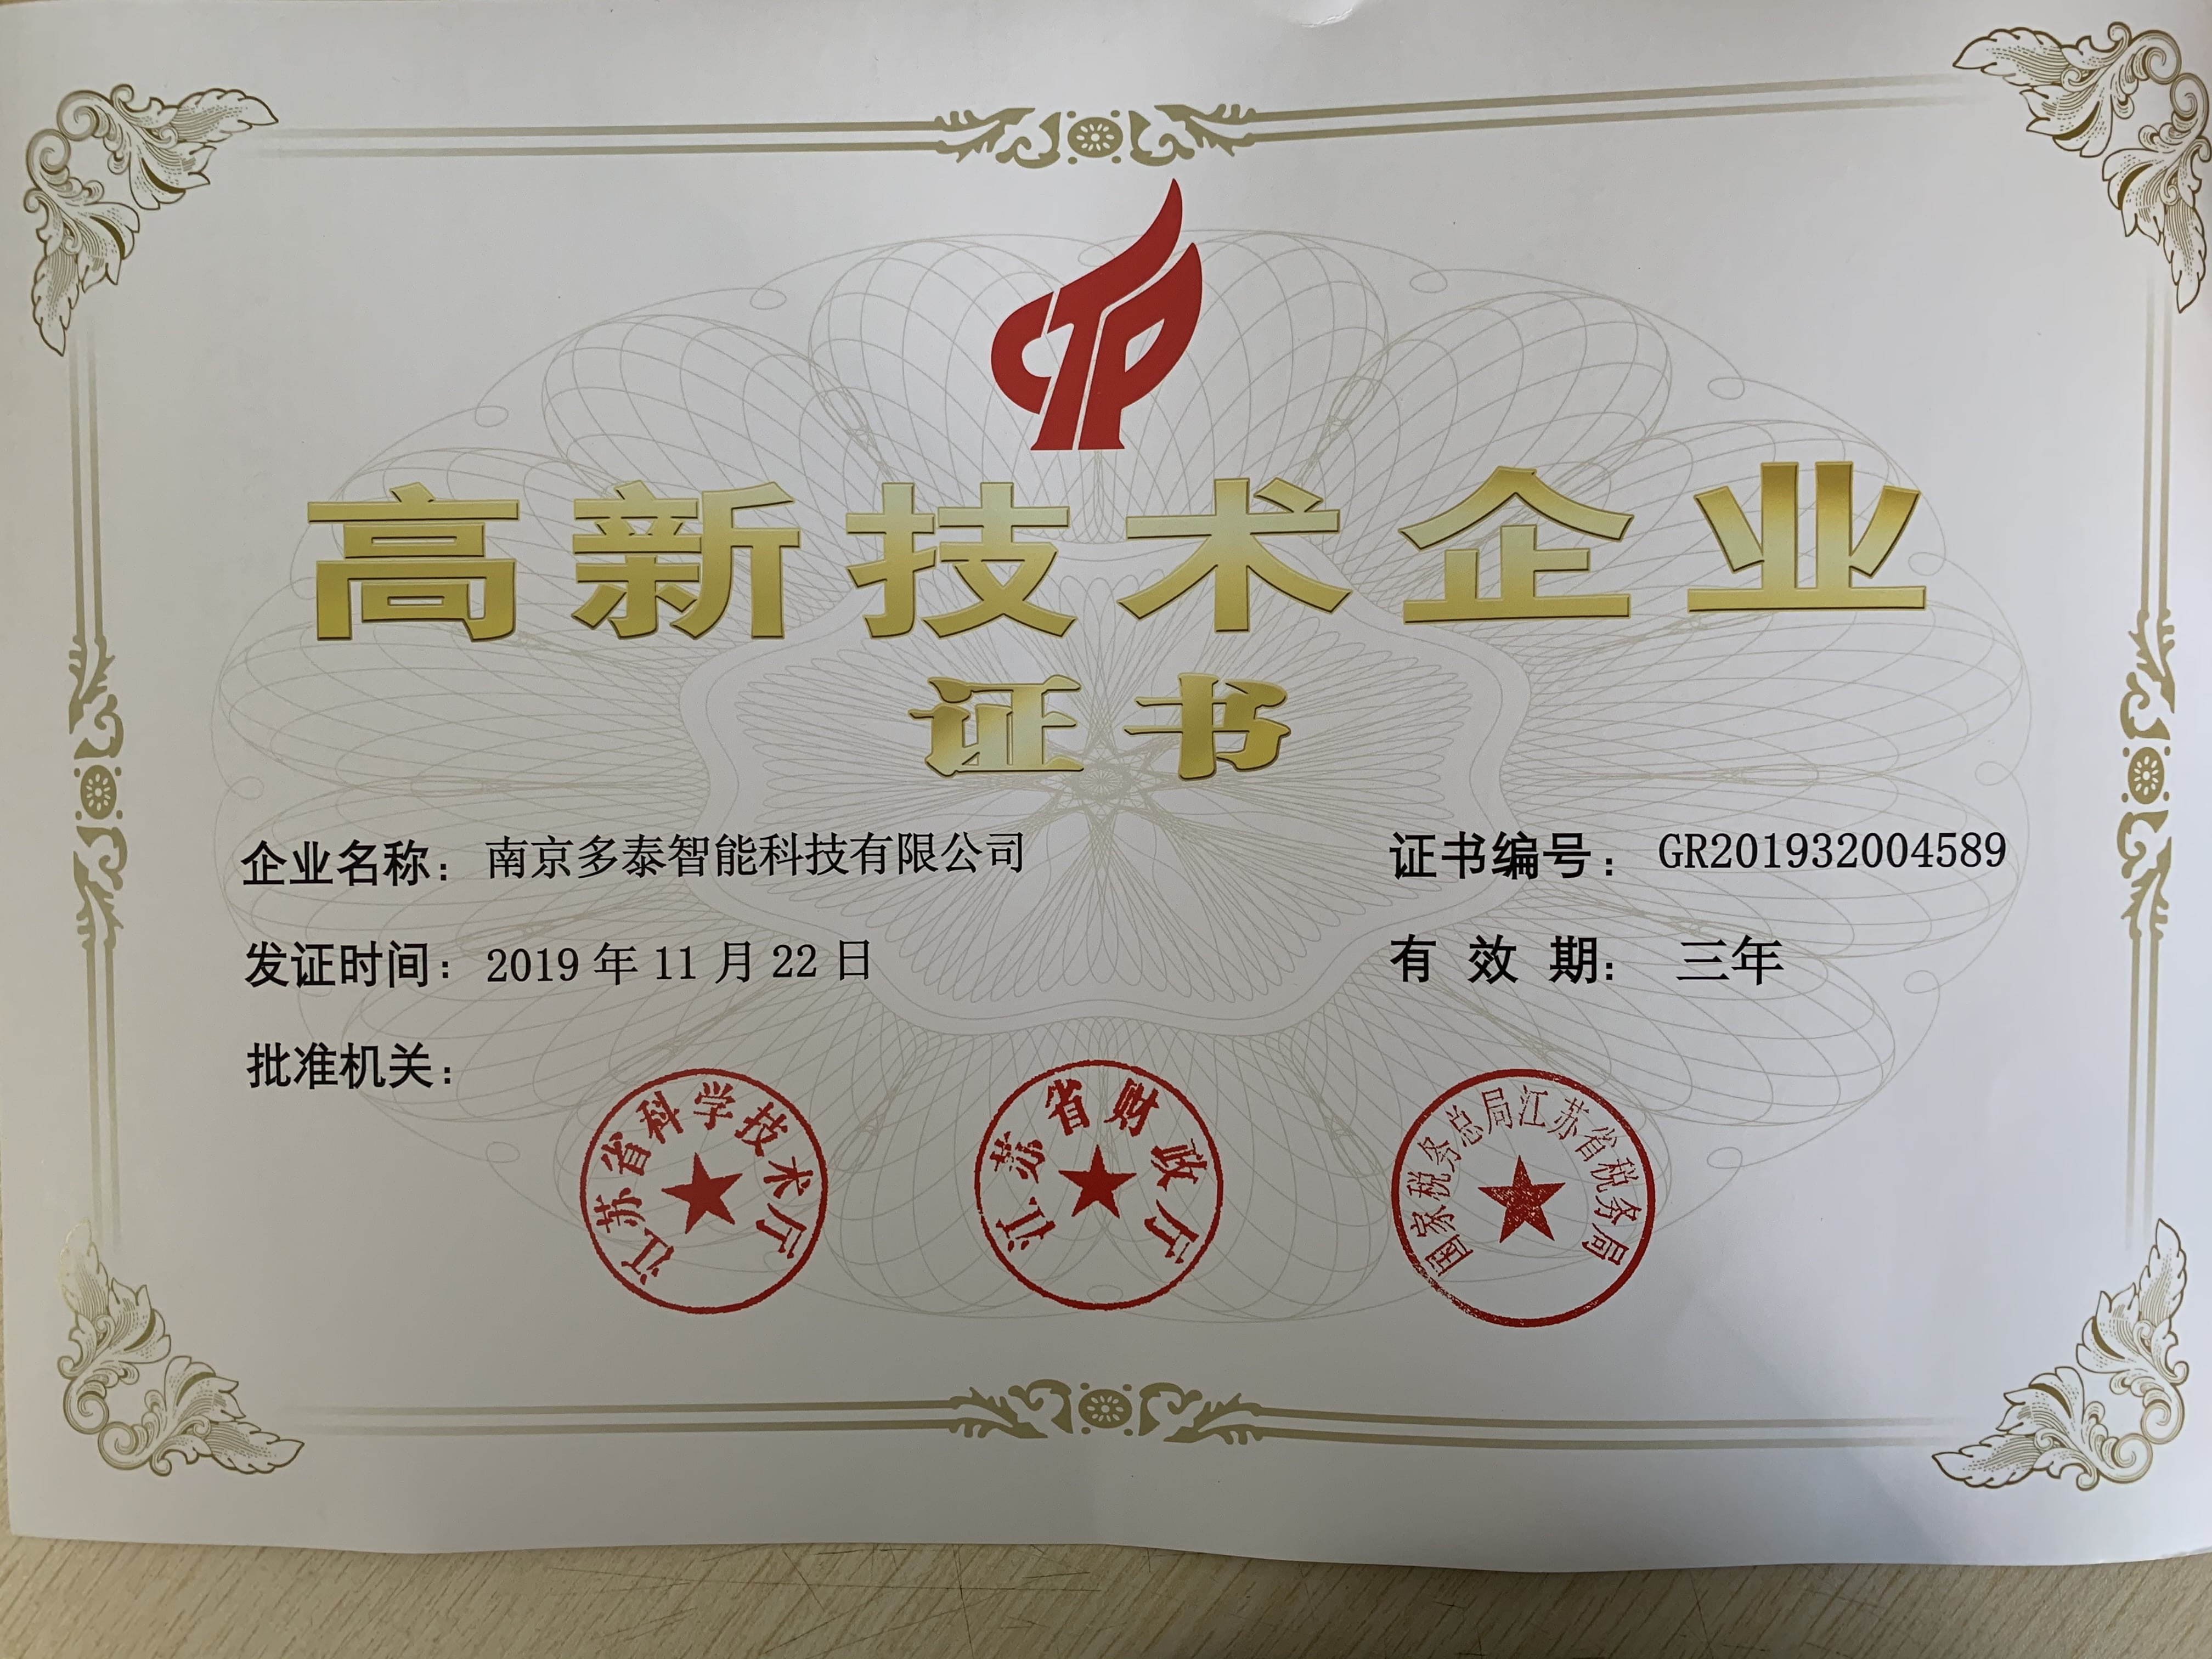 CTP
高新技术企业
证书
企业名称：南京多泰智能科技有限公司
证书编号：GR201932004589
发证时间：2019年11月22日
有效期：三年
批准机关：
江苏省科学技术厅
江苏省财政厅
国家税务总局江苏省税务局